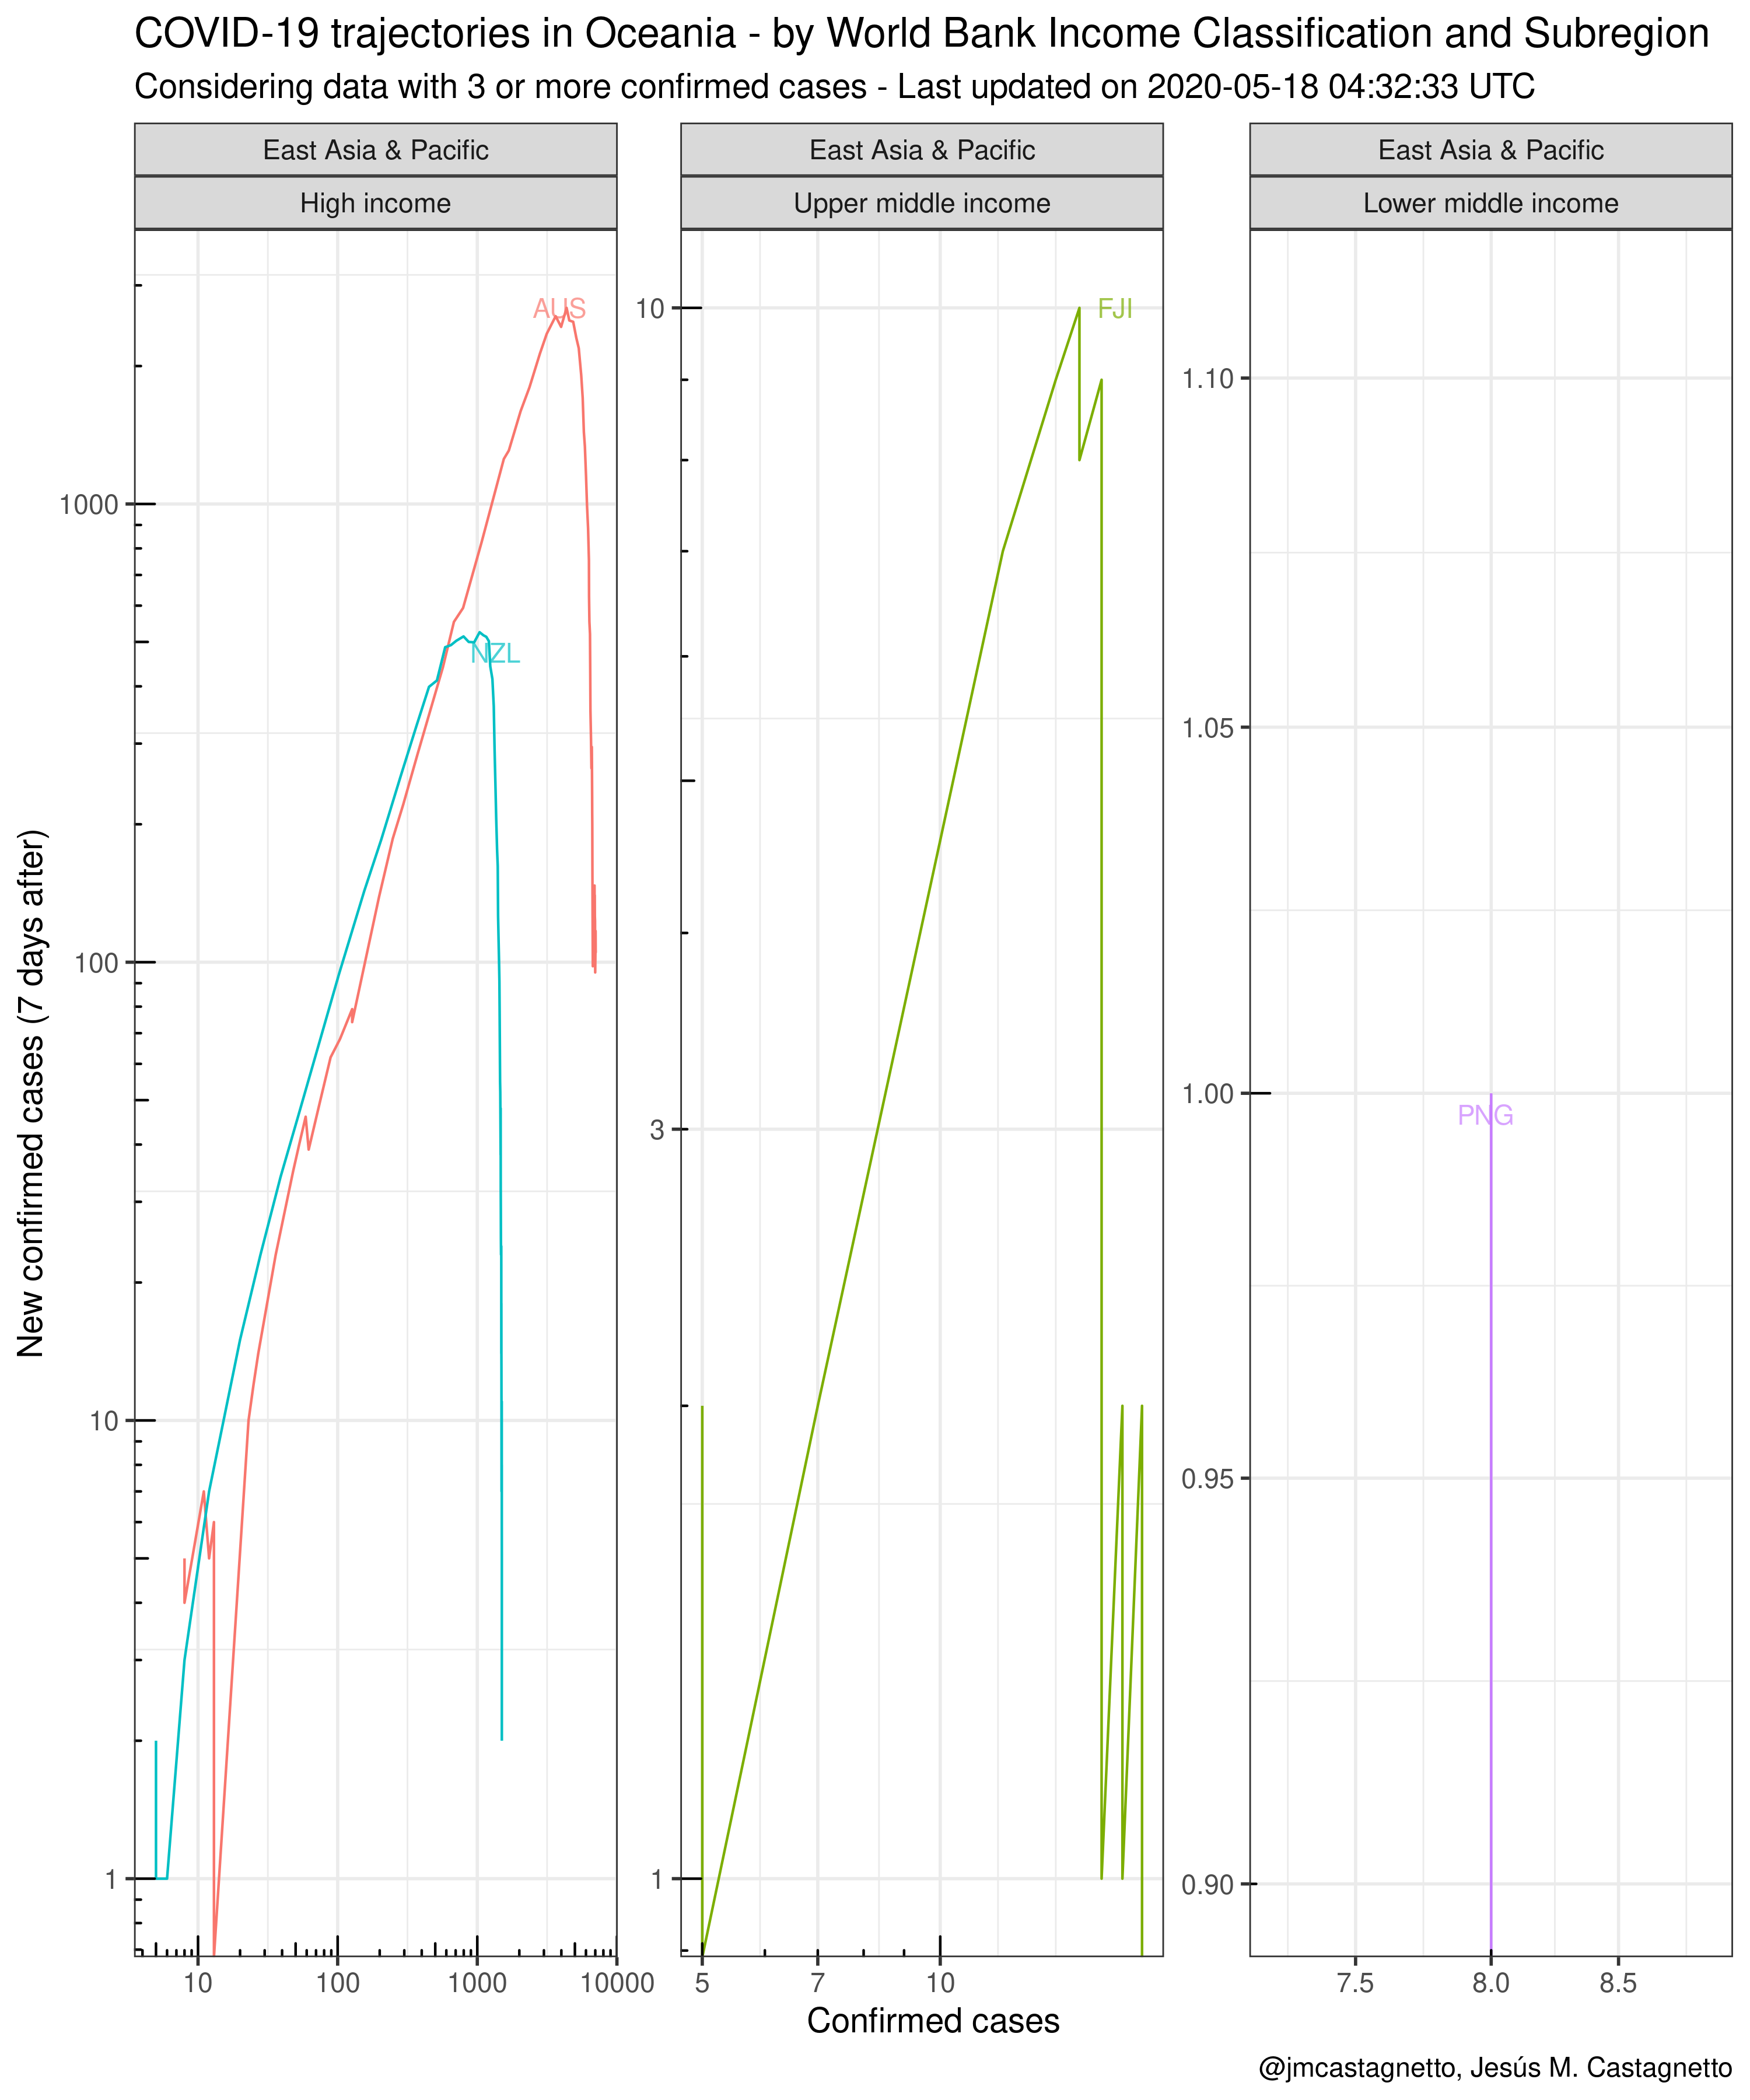 COVID-19 trajectories in Oceania - by World Bank Income Classification and Subregion
Considering data with 3 or more confirmed cases - Last updated on 2020-05-18 04:32:33 UTC
East Asia & Pacific
High income
East Asia & Pacific
Upper middle income
East Asia & Pacific
Lower middle income
New confirmed cases (7 days after)
1000
100
10
1
AUS
NZL
10
100
1000
10000
10
3
1
FJI
5
7
10
1.10
1.05
1.00
0.95
0.90
PNG
7.5
8.0
8.5
Confirmed cases
@jmcastagnetto, Jesús M. Castagnetto